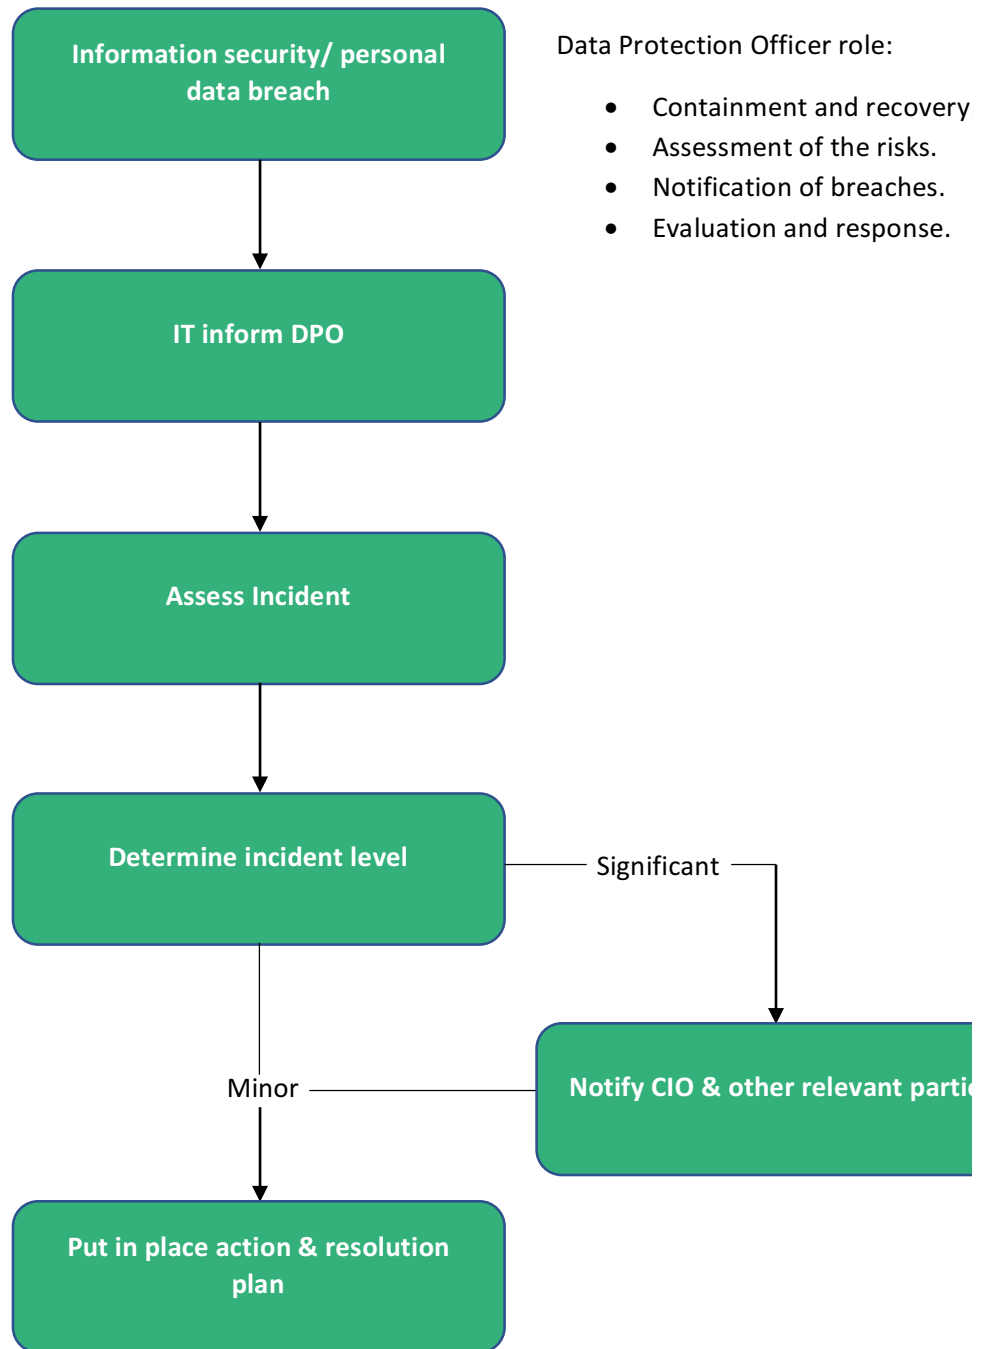 Information security/ personal
data breach
Data Protection Officer role:
• Containment and recovery
• Assessment of the risks.
• Notification of breaches.
• Evaluation and response.
IT inform DPO
Assess Incident
Determine incident level
Significant
Notify CIO & other relevant
Minor
Put in place action & resolution
plan